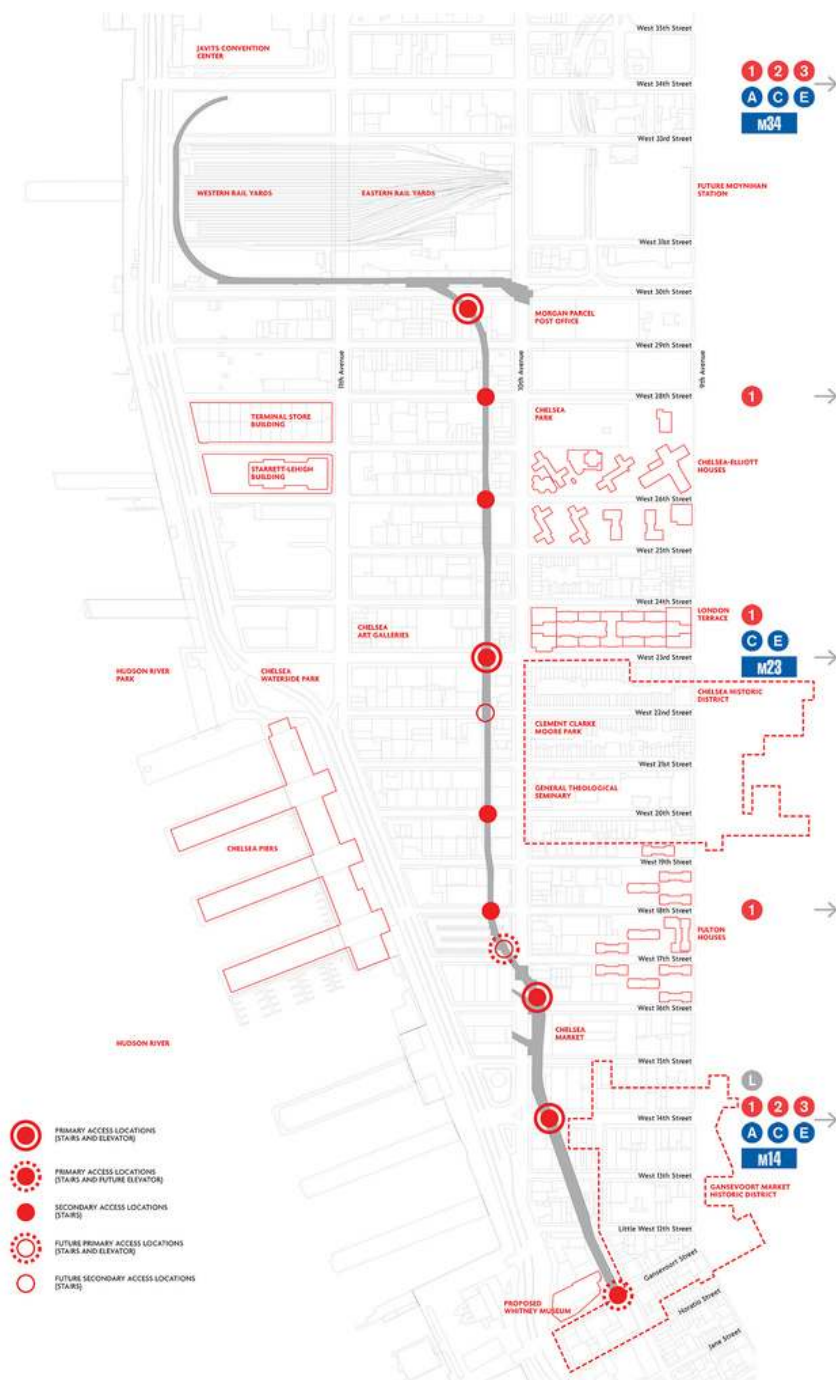 West 35th Street
JAVITS CONVENTION
CENTER
1 2 3
West 34th Street
A C E
M34
West 33rd Street
WESTERN RAIL YARDS
EASTERN RAIL YARDS
FUTURE MOYNIHAN
STATION
West 31st Street
West 30th Street
MORGAN PARCEL
POST OFFICE
West 29th Street
11th Avenue
10th Avenue
9th Avenue
West 28th Street
1
TERMINAL STORE
BUILDING
CHELSEA
PARK
STARRETT-LEHIGH
BUILDING
CHELSEA-ELLIOTT
HOUSES
West 26th Street
West 25th Street
West 24th Street
LONDON
TERRACE
1
CHELSEA
ART GALLERIES
C E
West 23rd Street
M23
HUDSON RIVER
PARK
CHELSEA
WATERSIDE PARK
CHELSEA HISTORIC
DISTRICT
West 22nd Street
CLEMENT CLARKE
MOORE PARK
West 21st Street
GENERAL THEOLOGICAL
SEMINARY
West 20th Street
CHELSEA PIERS
West 19th Street
West 18th Street
1
FULTON
HOUSES
West 17th Street
West 16th Street
CHELSEA
MARKET
HUDSON RIVER
West 15th Street
L
1 2 3
West 14th Street
A C E
M14
West 13th Street
GANSEVOORT MARKET
HISTORIC DISTRICT
Little West 12th Street
Gansevoort Street
Horatio Street
Jane Street
PROPOSED
WHITNEY MUSEUM
PRIMARY ACCESS LOCATIONS
(STAIRS AND ELEVATOR)
PRIMARY ACCESS LOCATIONS
(STAIRS AND FUTURE ELEVATOR)
SECONDARY ACCESS LOCATIONS
(STAIRS)
FUTURE PRIMARY ACCESS LOCATIONS
(STAIRS AND ELEVATOR)
FUTURE SECONDARY ACCESS LOCATIONS
(STAIRS)